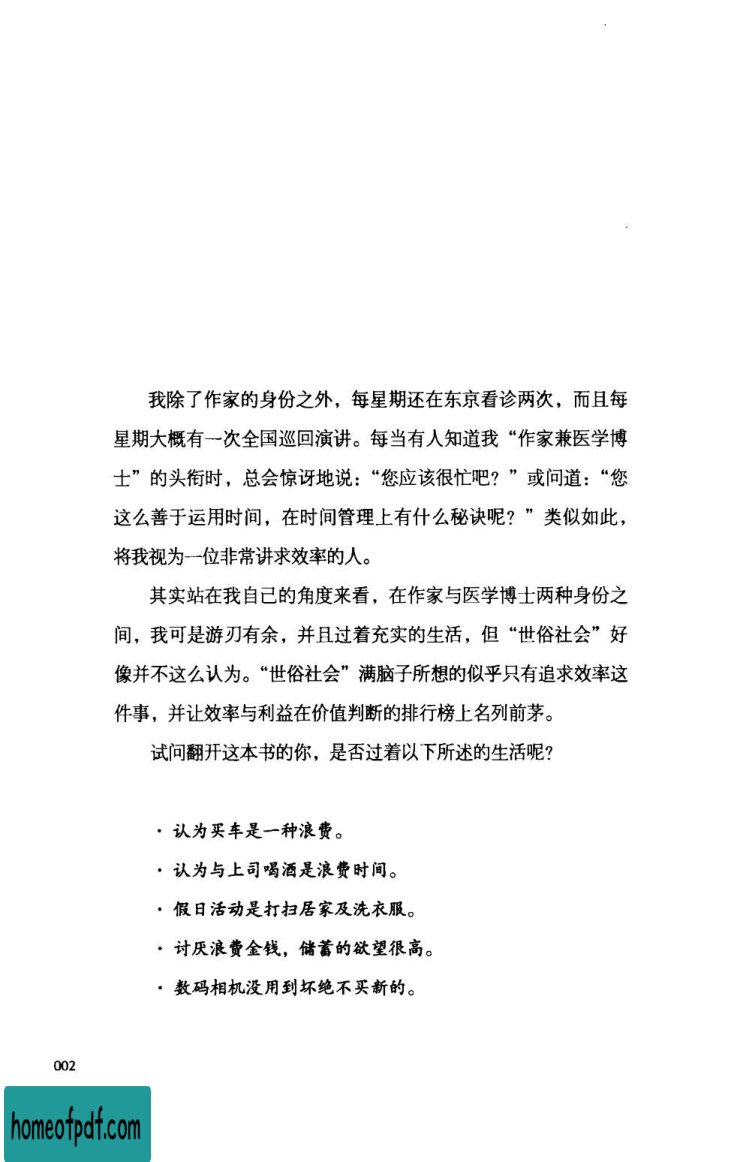 我除了作家的身份之外，每星期还在东京看诊两次，而且每
星期大概有一次全国巡回演讲。每当有人知道我“作家兼医学博
士”的头衔时，总会惊讶地说：“您应该很忙吧？”或问道：“您
这么善于运用时间，在时间管理上有什么秘诀呢？”类似如此，
将我视为一位非常讲求效率的人。
其实站在我自己的角度来看，在作家与医学博士两种身份之
间，我可是游刃有余，并且过着充实的生活，但“世俗社会”好
像并不这么认为。“世俗社会”满脑子所想的似乎只有追求效率这
件事，并让效率与利益在价值判断的排行榜上名列前茅。
试问翻开这本书的你，是否过着以下所述的生活呢？
· 认为买车是一种浪费。
· 认为与上司喝酒是浪费时间。
· 假日活动是打扫居家及洗衣服。
· 讨厌浪费金钱，储蓄的欲望很高。
· 数码相机没用到坏绝不买新的。
002
homeofpdf.com